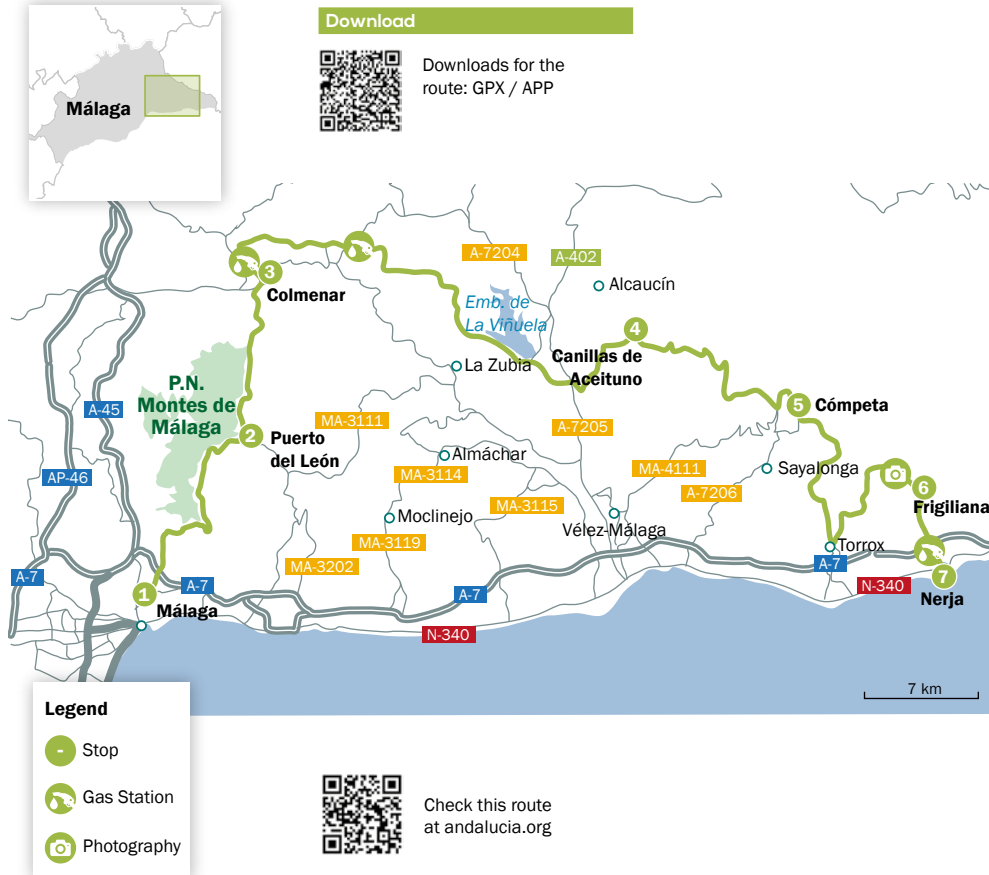 Málaga
Download
Downloads for the
route: GPX / APP
A-7204
A-402
3
Colmenar
Alcaucín
Emb. de
La Viñuela
4
Canillas de
Aceituno
La Zubia
P.N.
Montes de
Málaga
A-45
MA-3111
5
Cómpeta
2
Puerto
del León
A-7205
Almáchar
MA-3114
MA-4111
Sayalonga
AP-46
A-7206
6
Frigiliana
MA-3115
Moclinejo
Vélez-Málaga
MA-3119
Torrox
MA-3202
A-7
A-7
A-7
A-7
7
Nerja
N-340
1
Málaga
N-340
7 km
Legend
-
Stop
Gas Station
Photography
Check this route
at andalucia.org